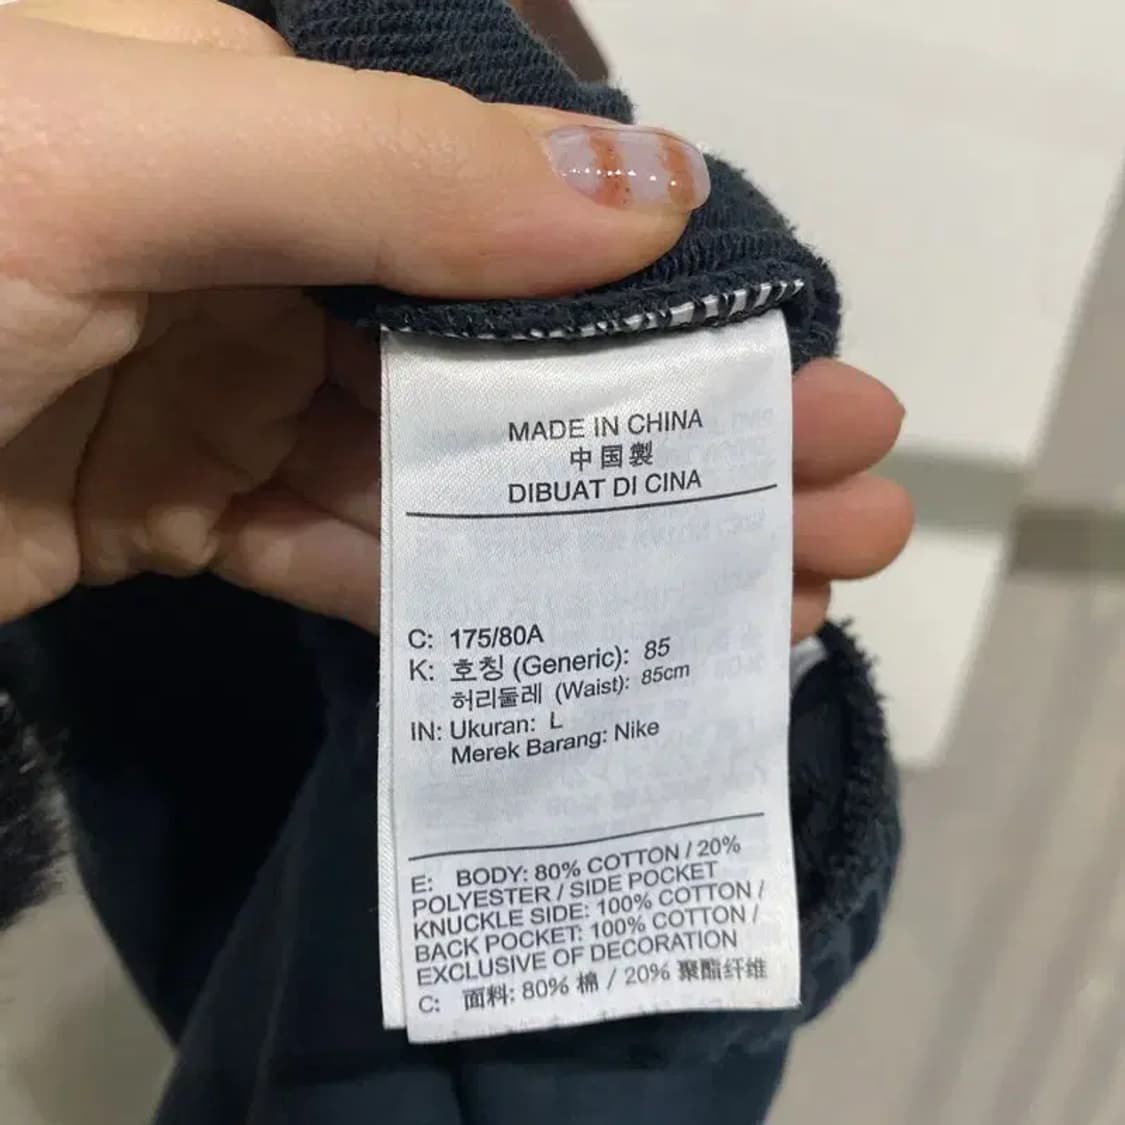 MADE IN CHINA
中国製
DIBUAT DI CINA
C: 175/80A
K: 호칭 (Generic): 85
허리둘레 (Waist): 85cm
IN: Ukuran: L
Merek Barang: Nike
E: BODY: 80% COTTON / 20%
POLYESTER / SIDE POCKET
KNUCKLE SIDE: 100% COTTON /
BACK POCKET: 100% COTTON /
EXCLUSIVE OF DECORATION
C: 面料: 80% 棉 / 20% 聚酯纤维